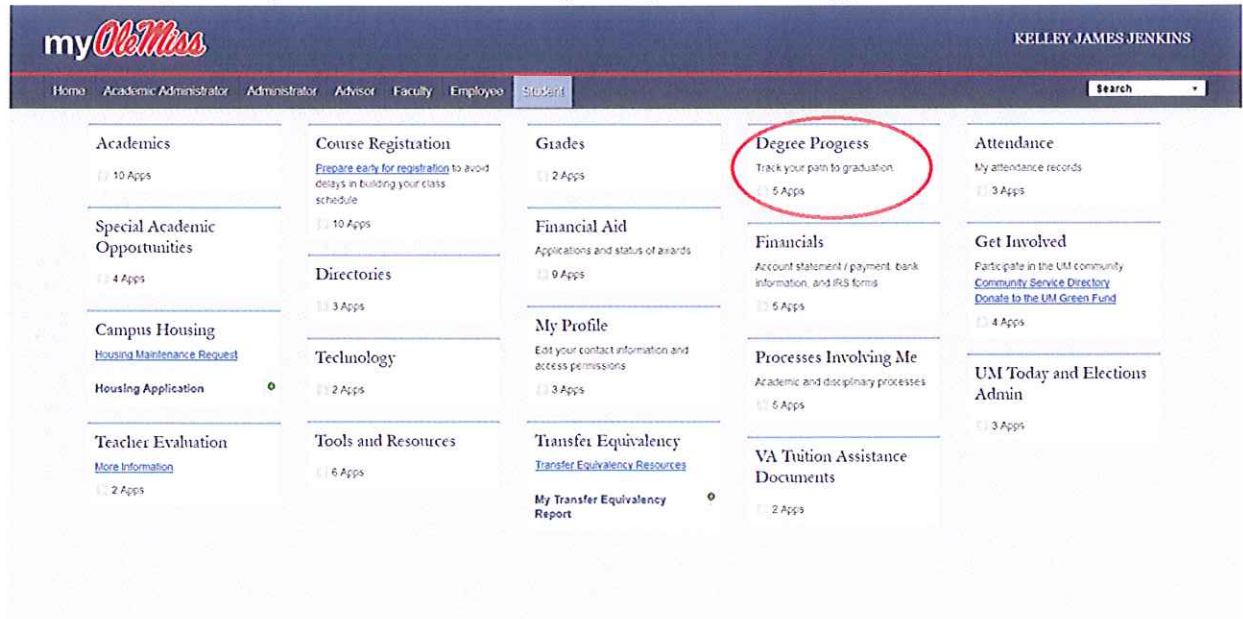 my Ole Miss
KELLEY JAMES JENKINS
Home Academic Administrator Administrator Advisor Faculty Employee Student
Search
Academics
10 Apps
Special Academic
Opportunities
4 Apps
Campus Housing
Housing Maintenance Request
Housing Application
Teacher Evaluation
More Information
2 Apps
Course Registration
Prepare early for registration to avoid
delays in building your class
schedule
10 Apps
Directories
3 Apps
Technology
2 Apps
Tools and Resources
6 Apps
Grades
2 Apps
Financial Aid
Applications and status of awards
9 Apps
My Profile
Edit your contact information and
access permissions
3 Apps
Transfer Equivalency
Transfer Equivalency Resources
My Transfer Equivalency
Report
Degree Progress
Track your path to graduation.
5 Apps
Financials
Account statement / payment, bank
information, and IRS forms
5 Apps
Processes Involving Me
Academic and disciplinary processes
5 Apps
VA Tuition Assistance
Documents
2 Apps
Attendance
My attendance records
3 Apps
Get Involved
Participate in the UM community
Community Service Directory
Donate to the UM Green Fund
4 Apps
UM Today and Elections
Admin
3 Apps